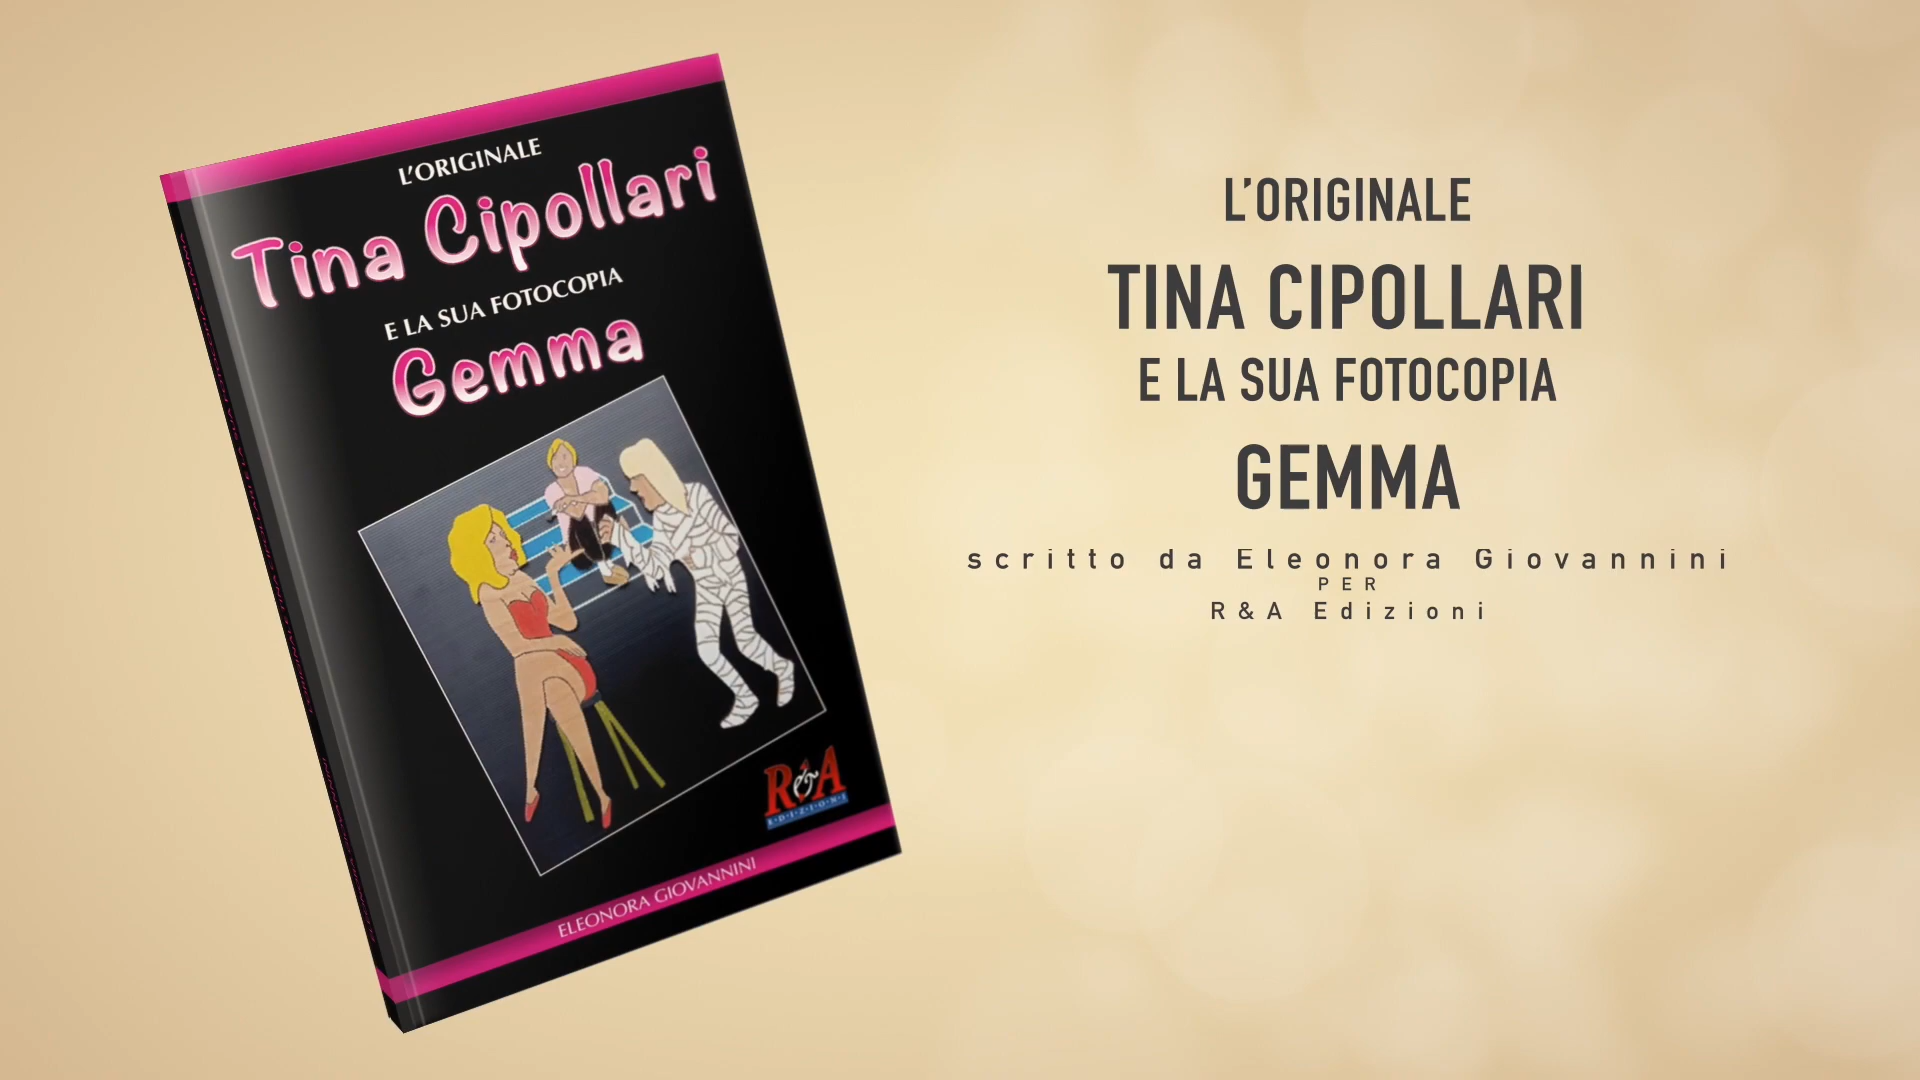 L'ORIGINALE
Tina Cipollari
E LA SUA FOTOCOPIA
Gemma
R&A
EDIZIONI
ELEONORA GIOVANNINI
L'ORIGINALE
TINA CIPOLLARI
E LA SUA FOTOCOPIA
GEMMA
scritto da Eleonora Giovannini
PER
R&A Edizioni